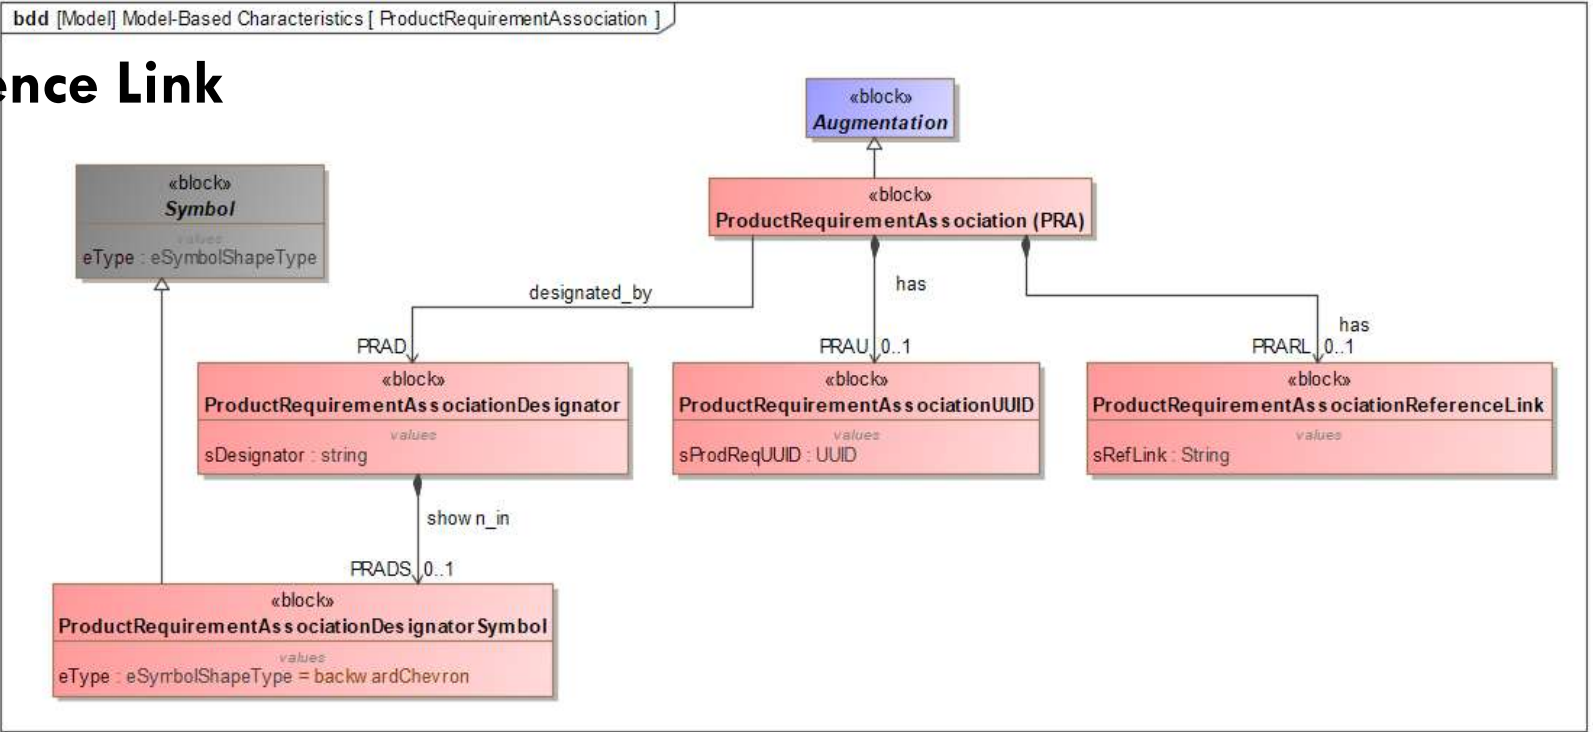 bdd [Model] Model-Based Characteristics [ ProductRequirementAssociation ]
ence Link
«block»
Augmentation
«block»
Symbol
values
eType : eSymbolShapeType
«block»
ProductRequirementAssociation (PRA)
designated_by
has
has
PRAD
PRAU 0..1
PRARL 0..1
«block»
ProductRequirementAssociationDesignator
values
sDesignator : string
«block»
ProductRequirementAssociationUUID
values
sProdReqUUID : UUID
«block»
ProductRequirementAssociationReferenceLink
values
sRefLink : String
shown_in
PRADS 0..1
«block»
ProductRequirementAssociationDesignatorSymbol
values
eType : eSymbolShapeType = backwardChevron